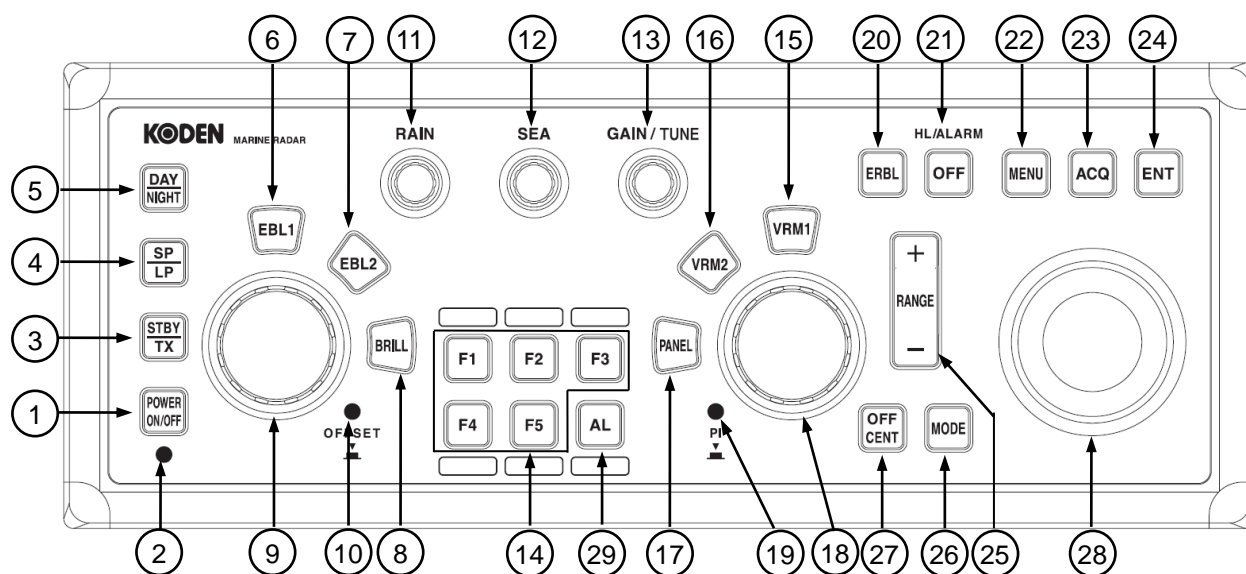 6 7 11 12 13 16 15 20 21 22 23 24
KODEN MARINE RADAR
RAIN
SEA
GAIN / TUNE
HL/ALARM
5
DAY
NIGHT
EBL1
EBL2
VRM2
VRM1
ERBL
OFF
MENU
ACQ
ENT
4
SP
LP
+
RANGE
−
3
STBY
TX
BRILL
F1
F2
F3
PANEL
1
POWER
ON/OFF
OFFSET
F4
F5
AL
PI
OFF
CENT
MODE
2 9 10 8 14 29 17 19 18 27 26 25 28